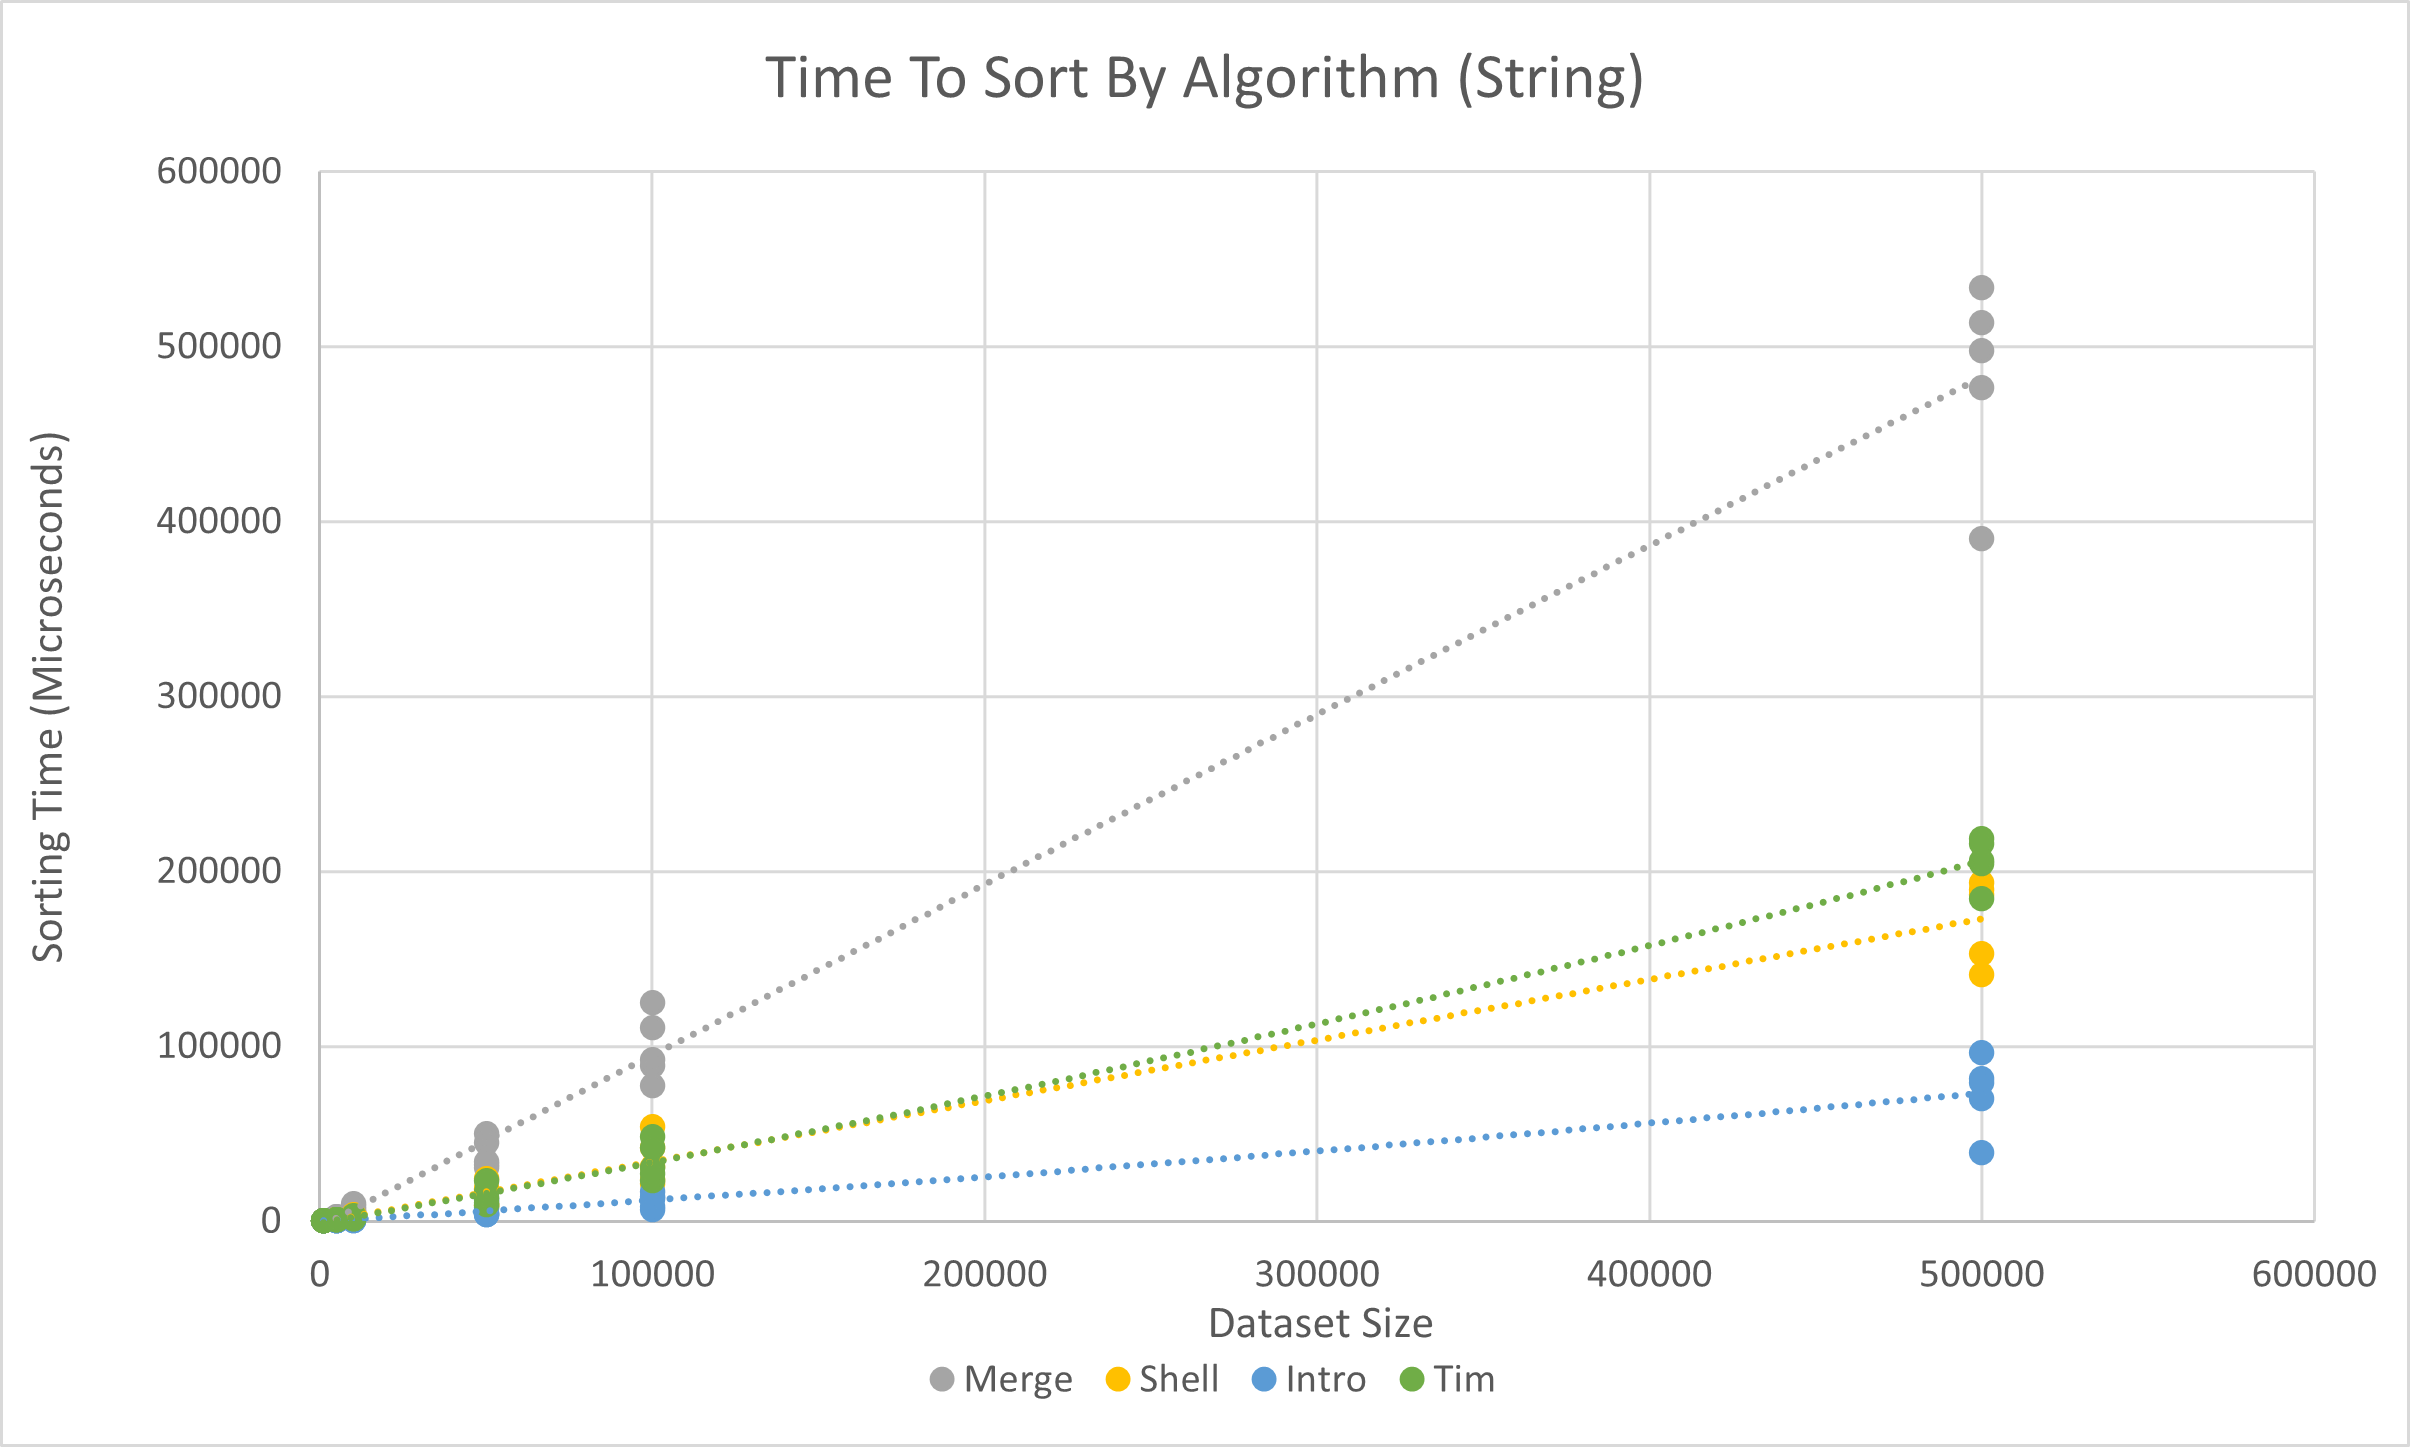 Time To Sort By Algorithm (String)
Sorting Time (Microseconds)
600000
500000
400000
300000
200000
100000
0
0 100000 200000 300000 400000 500000 600000
Dataset Size
Merge Shell Intro Tim